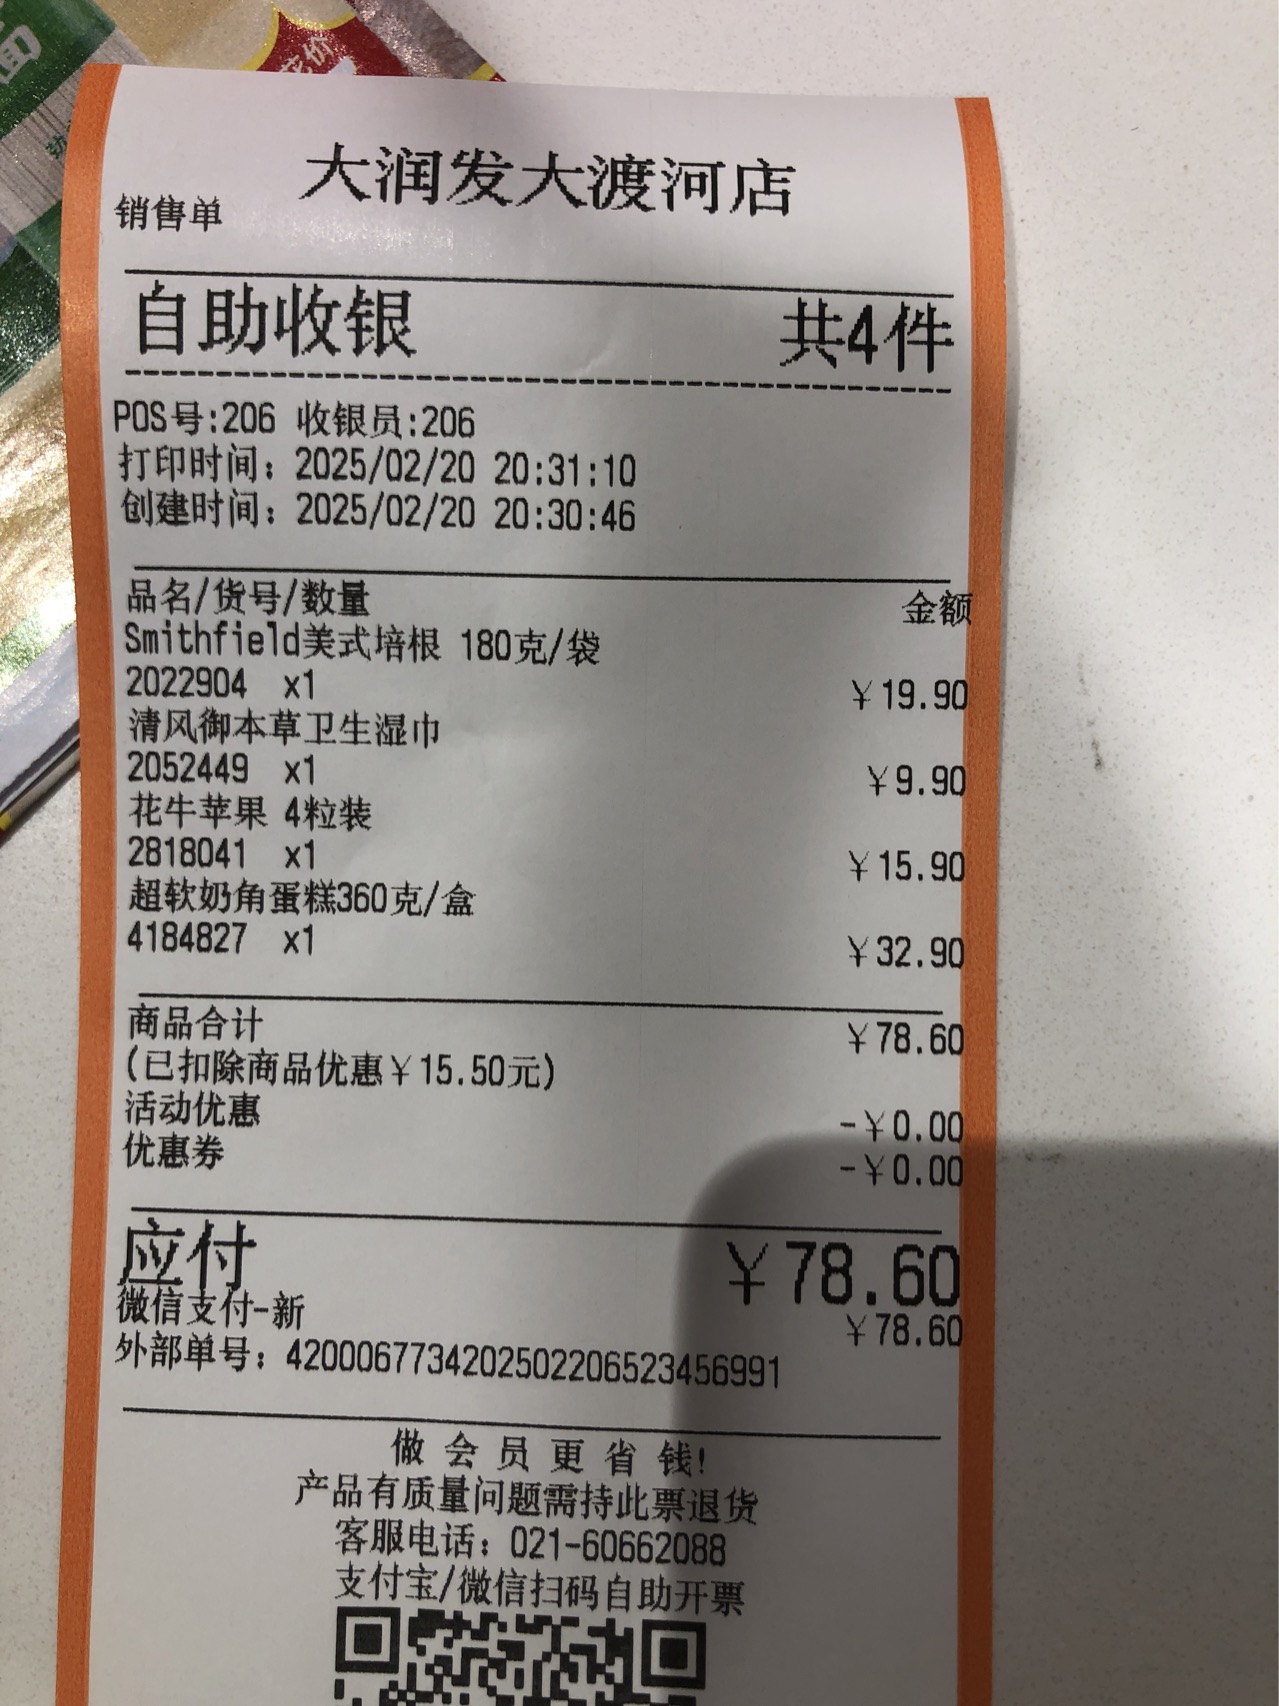 面
花价
大润发大渡河店
销售单
自助收银 共4件
POS号:206 收银员:206
打印时间：2025/02/20 20:31:10
创建时间：2025/02/20 20:30:46
品名/货号/数量 金额
Smithfield美式培根 180克/袋
2022904 x1 ￥19.90
清风御本草卫生湿巾
2052449 x1 ￥9.90
花牛苹果 4粒装
2818041 x1 ￥15.90
超软奶角蛋糕360克/盒
4184827 x1 ￥32.90
商品合计 ￥78.60
(已扣除商品优惠￥15.50元)
活动优惠 -￥0.00
优惠券 -￥0.00
应付 ￥78.60
微信支付-新 ￥78.60
外部单号：4200067734202502206523456991
做会员更省钱!
产品有质量问题需持此票退货
客服电话：021-60662088
支付宝/微信扫码自助开票